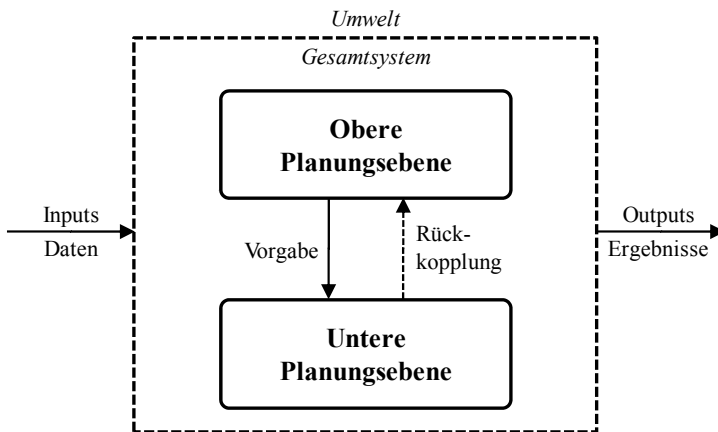 Umwelt
Gesamtsystem
Obere
Planungsebene
Inputs
Daten
Vorgabe
Rück-
kopplung
Outputs
Ergebnisse
Untere
Planungsebene